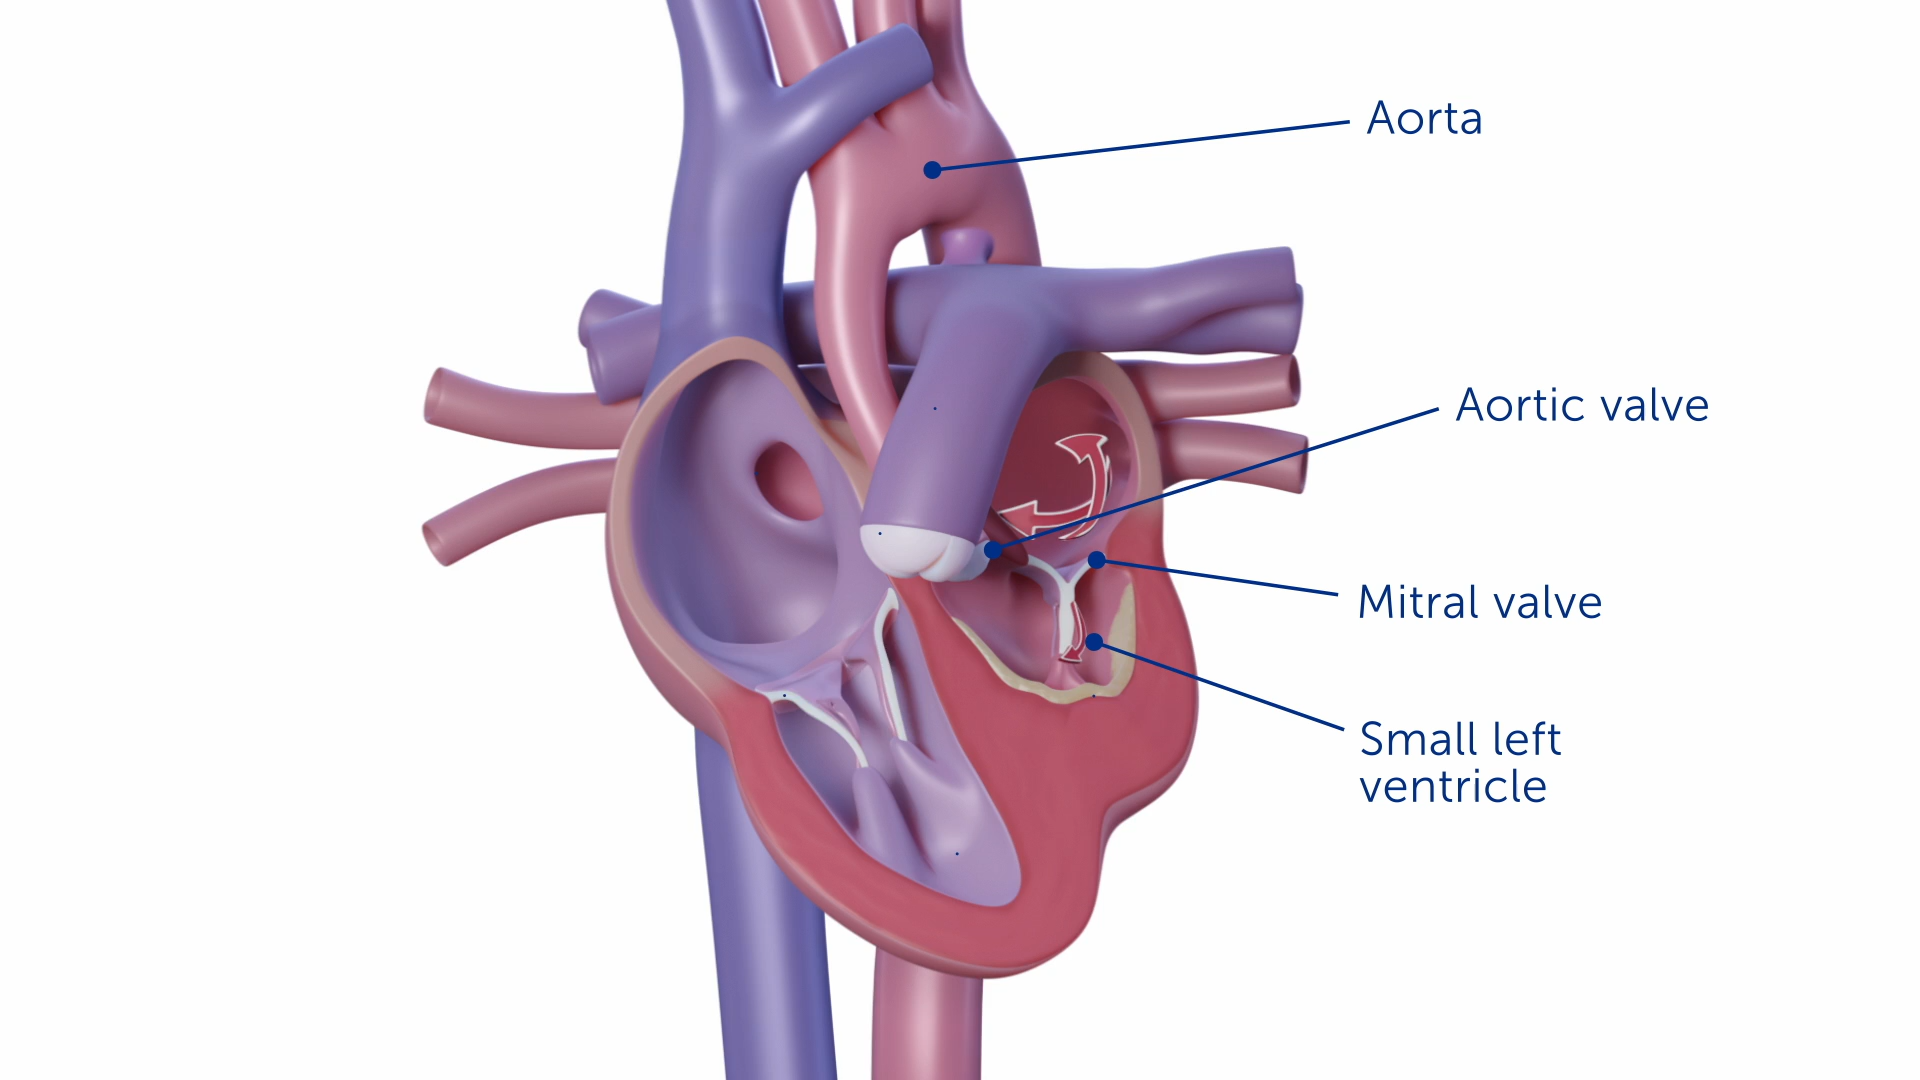 Aorta
Aortic valve
Mitral valve
Small left
ventricle